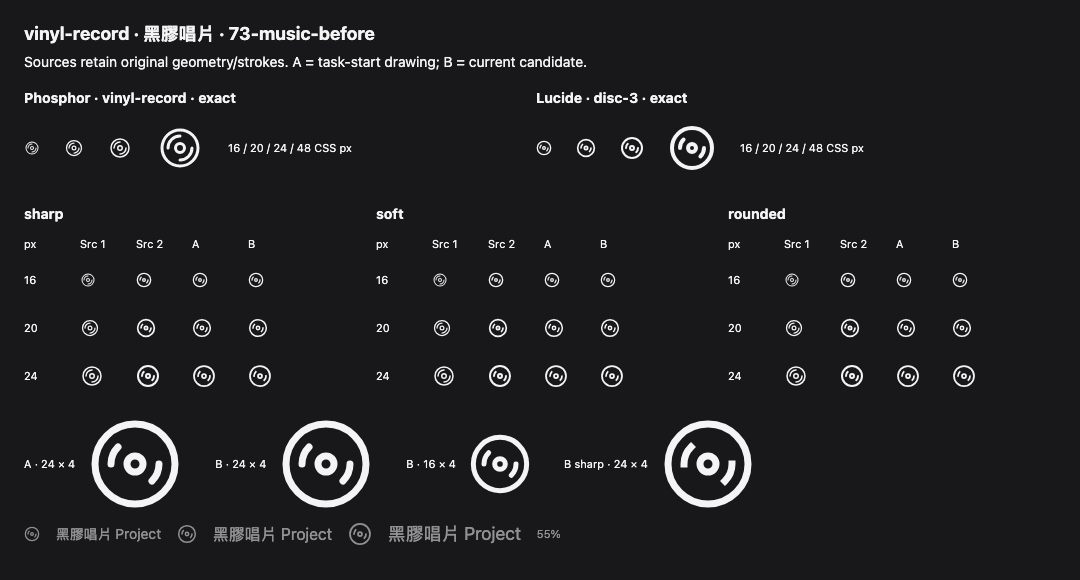 vinyl-record · 黑膠唱片 · 73-music-before
Sources retain original geometry/strokes. A = task-start drawing; B = current candidate.
Phosphor · vinyl-record · exact
Lucide · disc-3 · exact
16 / 20 / 24 / 48 CSS px
16 / 20 / 24 / 48 CSS px
sharp
soft
rounded
px Src 1 Src 2 A B
px Src 1 Src 2 A B
px Src 1 Src 2 A B
16
16
16
20
20
20
24
24
24
A · 24 × 4
B · 24 × 4
B · 16 × 4
B sharp · 24 × 4
黑膠唱片 Project
黑膠唱片 Project
黑膠唱片 Project
55%